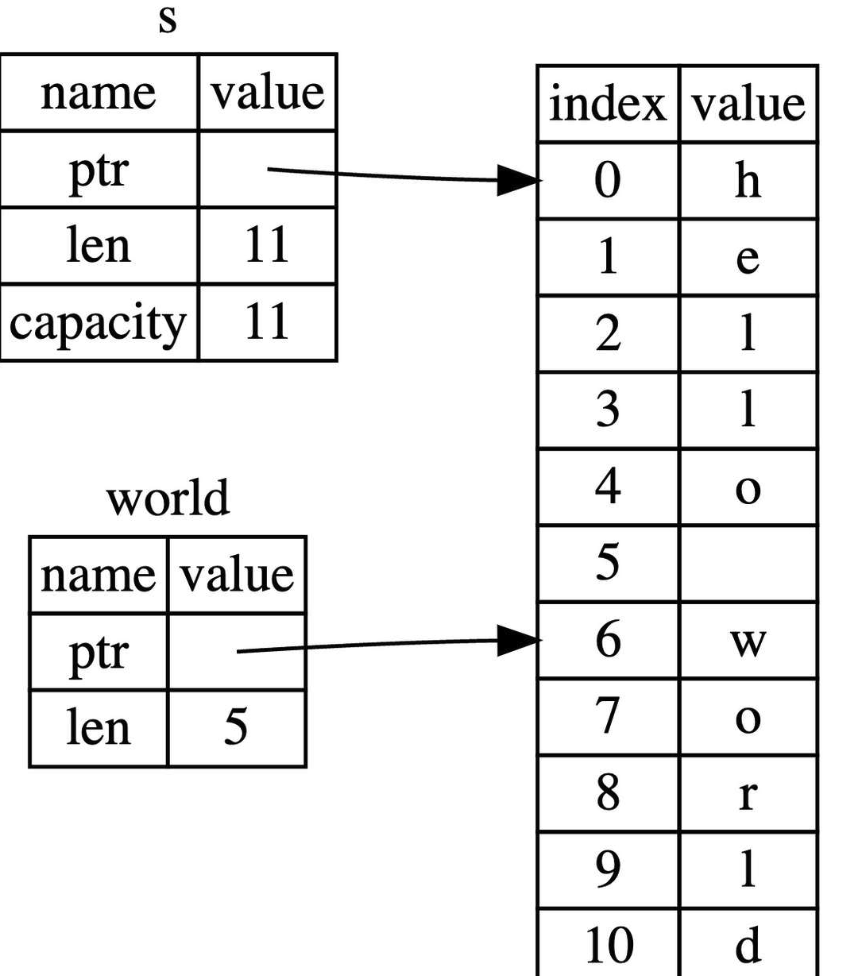 s
name value
ptr
len 11
capacity 11
world
name value
ptr
len 5
index value
0 h
1 e
2 l
3 l
4 o
5
6 w
7 o
8 r
9 l
10 d